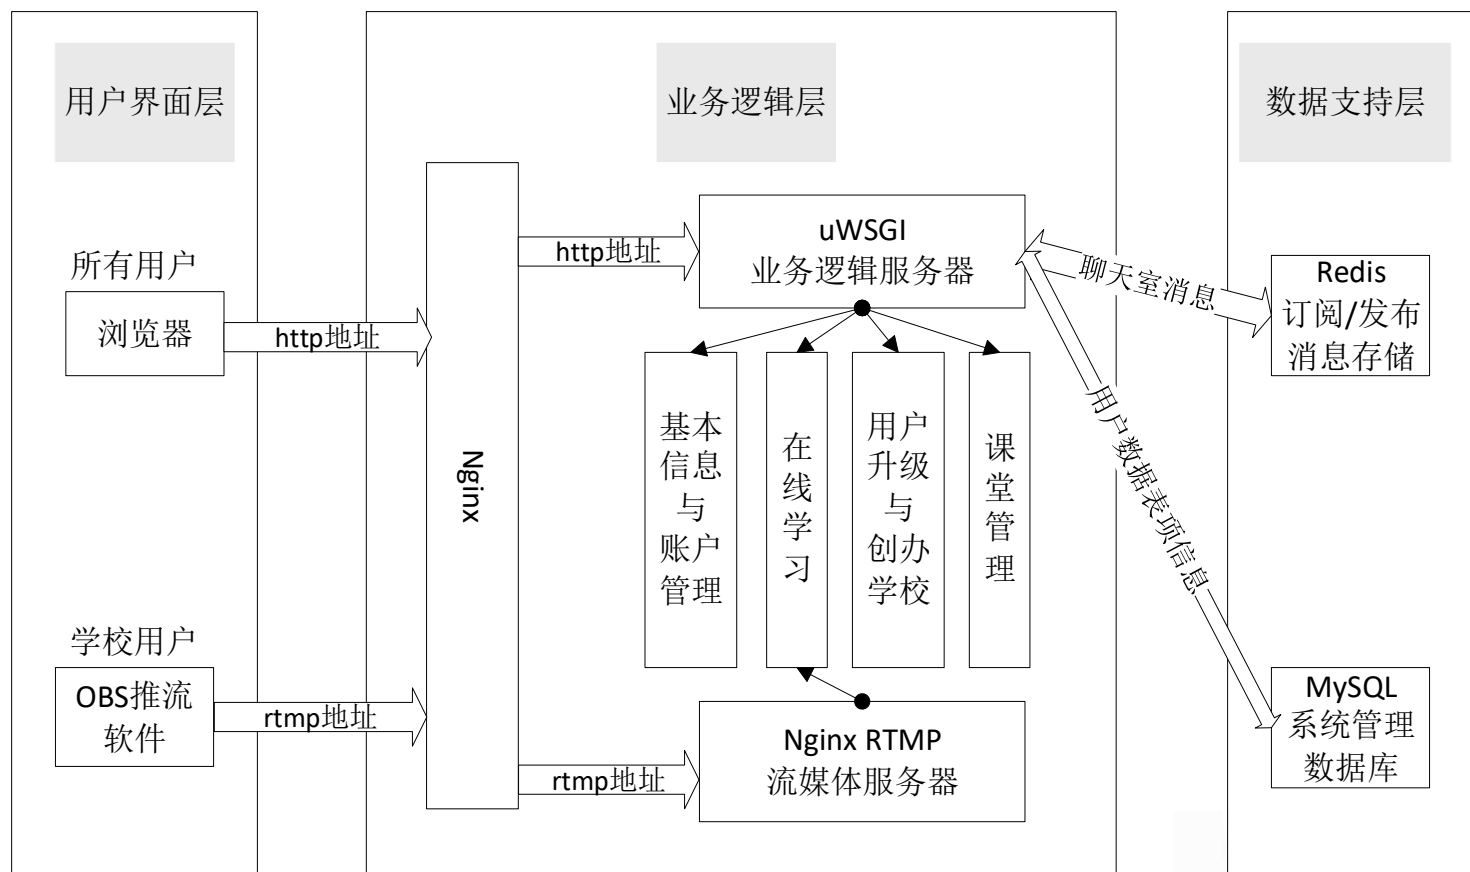 用户界面层
业务逻辑层
数据支持层
所有用户
浏览器
http地址
学校用户
OBS推流
软件
rtmp地址
Nginx
http地址
uWSGI
业务逻辑服务器
基本
信息
与
账户
管理
在
线
学
习
用户
升级
与
创办
学校
课
堂
管
理
rtmp地址
Nginx RTMP
流媒体服务器
聊天室消息
用户数据表项信息
Redis
订阅/发布
消息存储
MySQL
系统管理
数据库